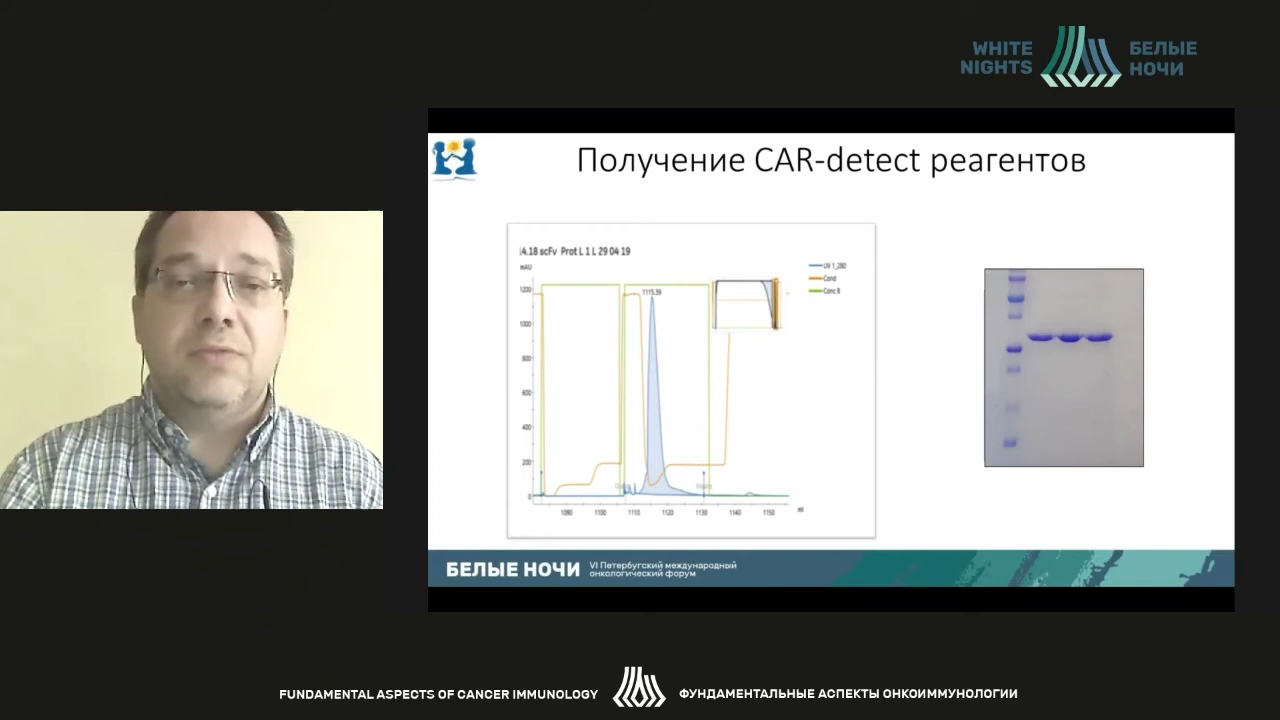 WHITE
NIGHTS
БЕЛЫЕ
НОЧИ
Получение CAR-detect реагентов
14.18 scFv Prot L 1 L 29 04 19
mAU
1200
1000
800
600
400
200
0
1115.39
UV 1_280
Cond
Conc B
1090
1100
1110
1120
1130
1140
1150
ml
БЕЛЫЕ НОЧИ
VI Петербургский международный
онкологический форум
FUNDAMENTAL ASPECTS OF CANCER IMMUNOLOGY
ФУНДАМЕНТАЛЬНЫЕ АСПЕКТЫ ОНКОИММУНОЛОГИИ